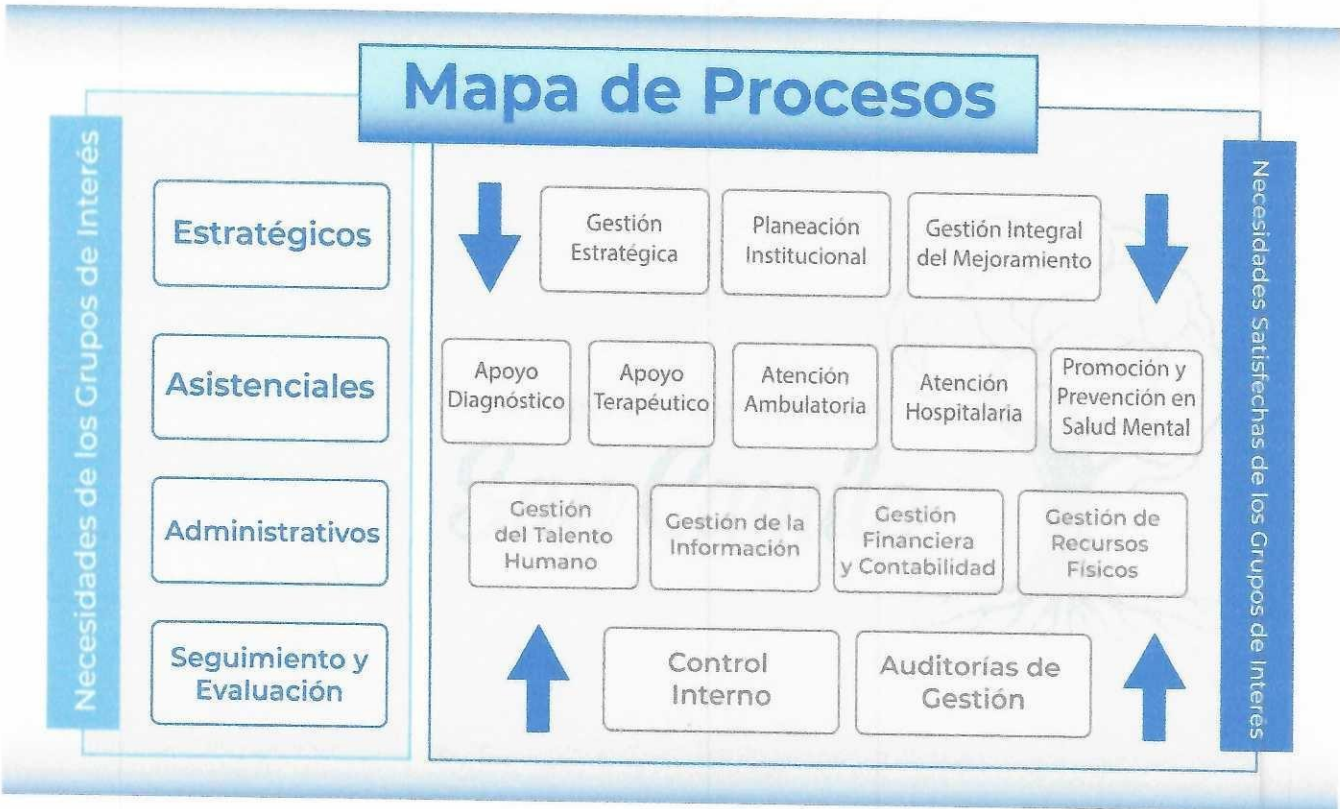 Mapa de Procesos
Necesidades de los Grupos de Interés
Estratégicos
Gestión
Estratégica
Planeación
Institucional
Gestión Integral
del Mejoramiento
Asistenciales
Apoyo
Diagnóstico
Apoyo
Terapéutico
Atención
Ambulatoria
Atención
Hospitalaria
Promoción y
Prevención en
Salud Mental
Administrativos
Gestión
del Talento
Humano
Gestión de la
Información
Gestión
Financiera
y Contabilidad
Gestión de
Recursos
Físicos
Seguimiento y
Evaluación
Control
Interno
Auditorías de
Gestión
Necesidades Satisfechas de los Grupos de Interés